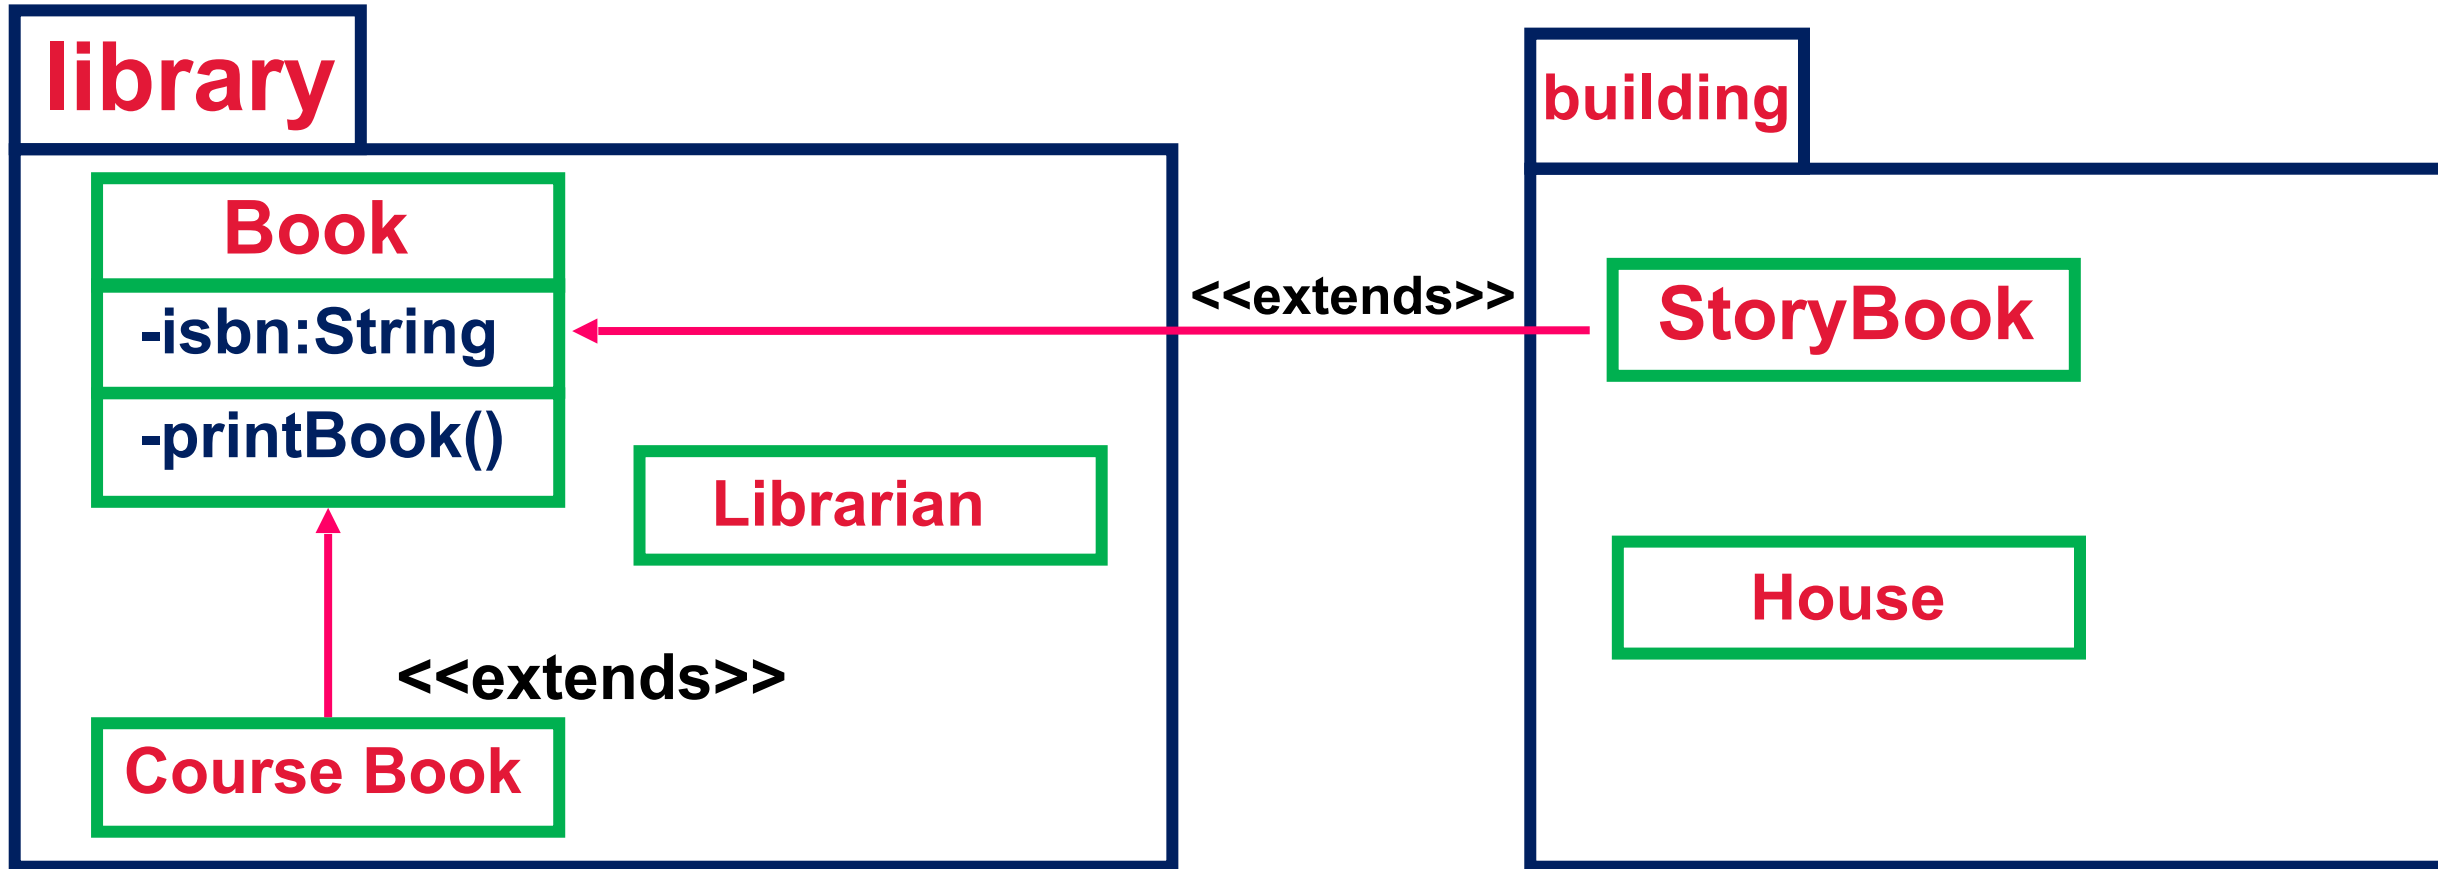 library
Book
-isbn:String
-printBook()
Librarian
<<extends>>
Course Book
<<extends>>
building
StoryBook
House